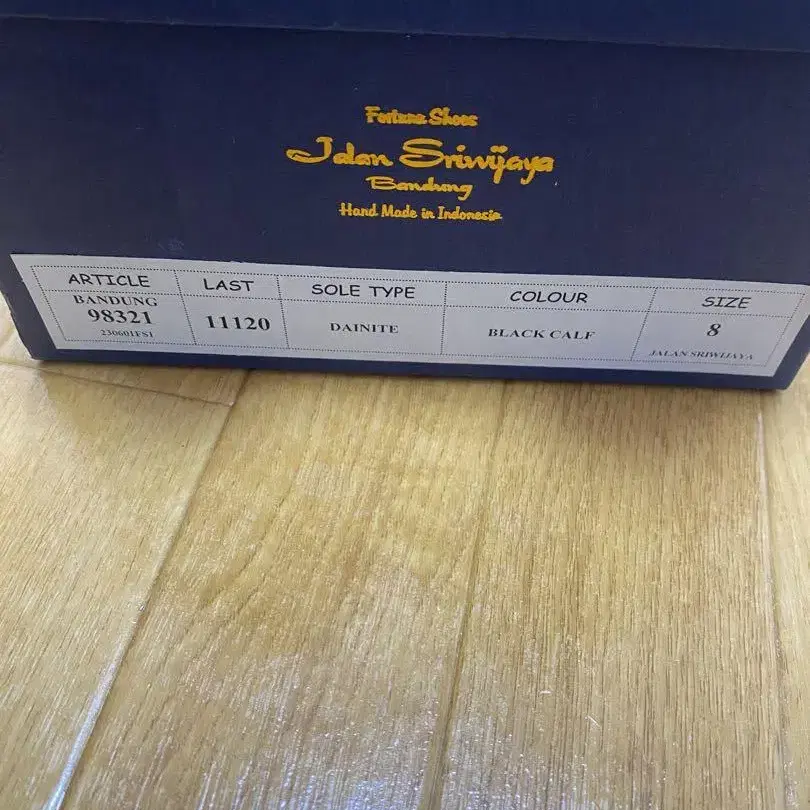 Fortuna Shoes
Jalan Sriwijaya
Bandung
Hand Made in Indonesia
ARTICLE LAST SOLE TYPE COLOUR SIZE
BANDUNG
98321 11120 DAINITE BLACK CALF 8
230601FS1 JALAN SRIWIJAYA